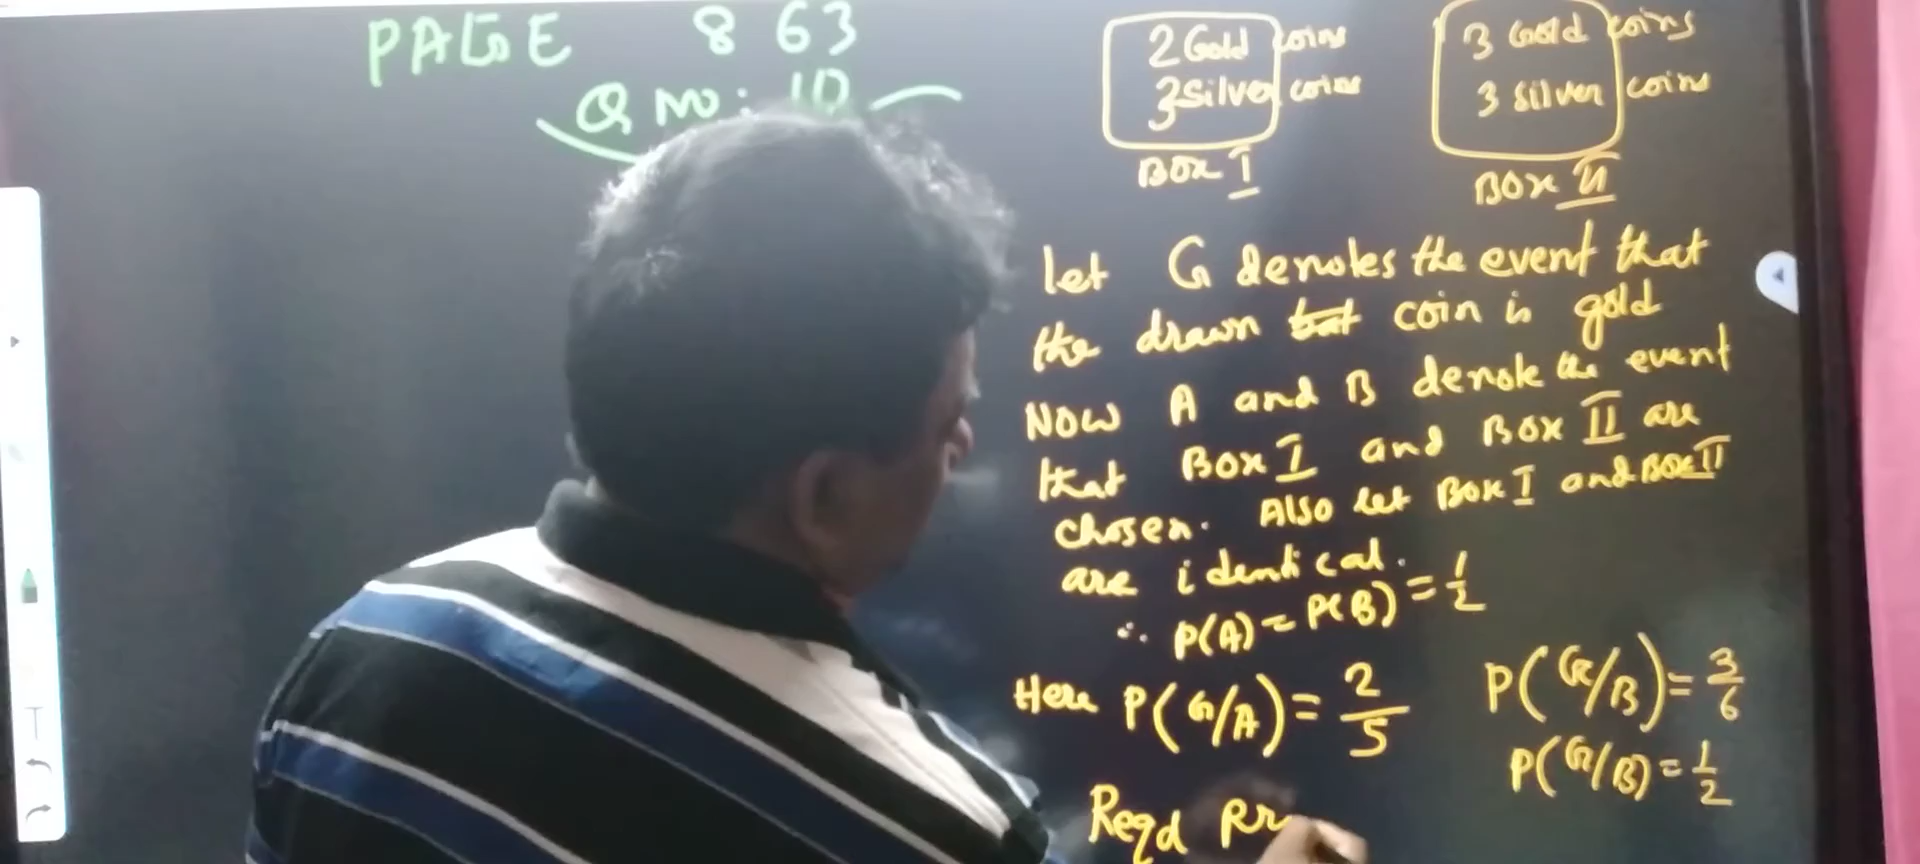 PAGE 863
Q no: 10
2 Gold coins
3 Silver coins
Box I
3 Gold coins
3 silver coins
Box II
let G denotes the event that
the drawn bat coin is gold
Now A and B denote the event
that Box I and Box II are
chosen. Also let Box I and Box II
are identical.
∴ P(A) = P(B) = 1/2
Here P(G/A) = 2/5 P(G/B) = 3/6
P(G/B) = 1/2
Reqd Pr
T